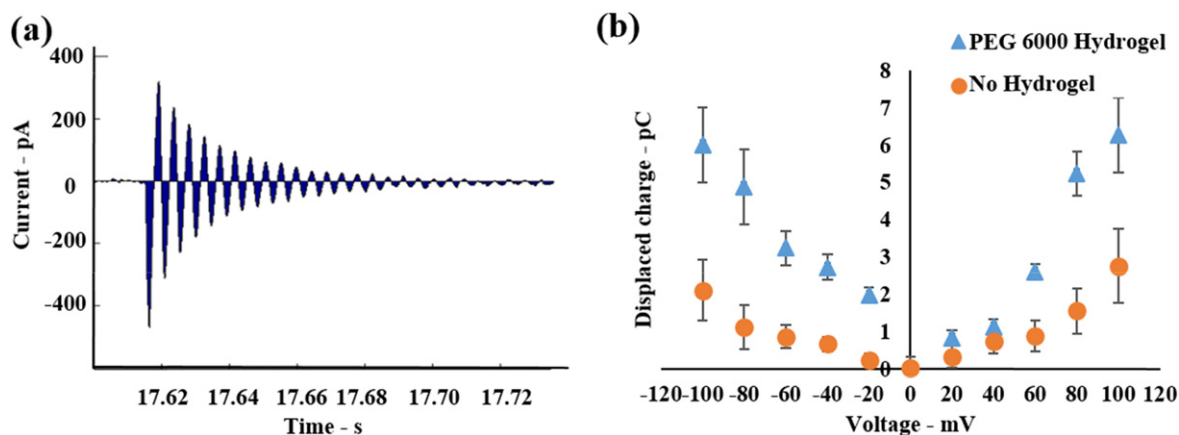 (a)
400
200
0
-200
-400
Current - pA
17.62 17.64 17.66 17.68 17.70 17.72
Time - s
(b)
PEG 6000 Hydrogel
No Hydrogel
8
7
6
5
4
3
2
1
0
Displaced charge - pC
-120 -100 -80 -60 -40 -20 0 20 40 60 80 100 120
Voltage - mV